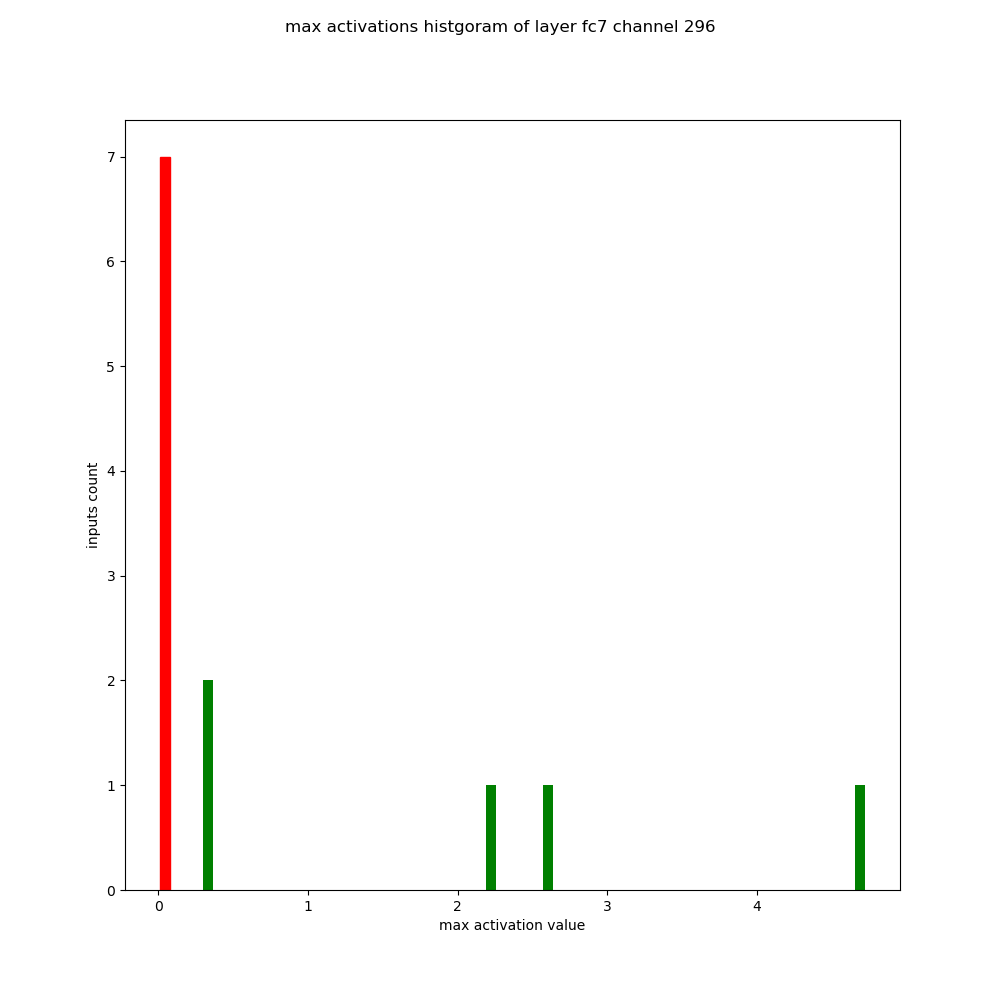 max activations histgoram of layer fc7 channel 296
7
6
5
4
3
2
1
0
inputs count
0 1 2 3 4
max activation value